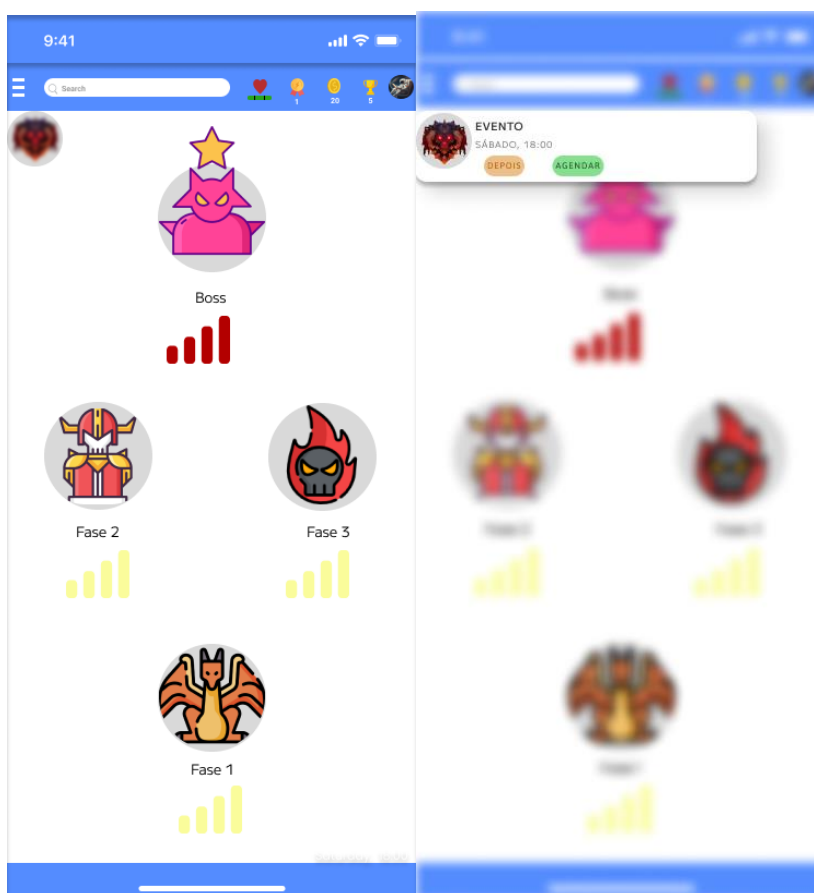 9:41
Search
1 20 5
Boss
Fase 2 Fase 3
Fase 1
EVENTO
SÁBADO, 18:00
DEPOIS AGENDAR